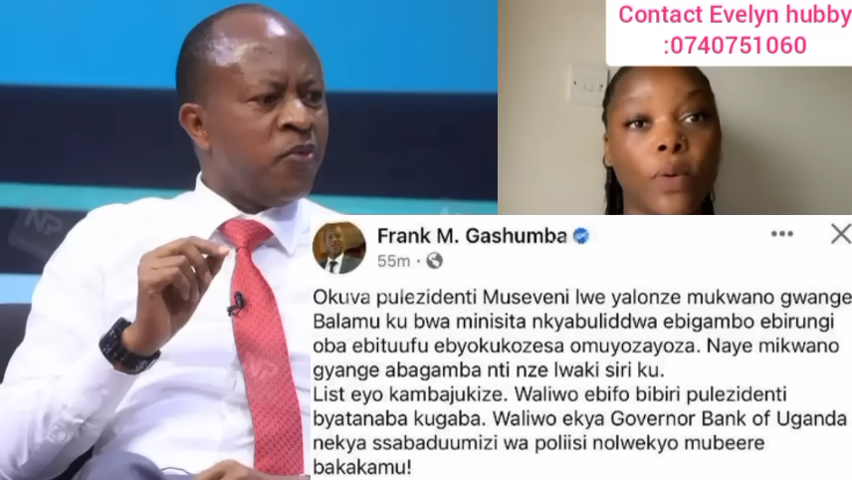 Contact Evelyn hubby
:0740751060
NP
Frank M. Gashumba
55m ·
Okuva pulezidenti Museveni lwe yalonze mukwano gwange
Balamu ku bwa minisita nkyabuliddwa ebigambo ebirungi
oba ebituufu ebyokukozesa omuyozayoza. Naye mikwano
gyange abagamba nti nze lwaki siri ku.
List eyo kambajukize. Waliwo ebifo bibiri pulezidenti
byatanaba kugaba. Waliwo ekya Governor Bank of Uganda
nekya ssabaduumizi wa poliisi nolwekyo mubeere
bakakamu!